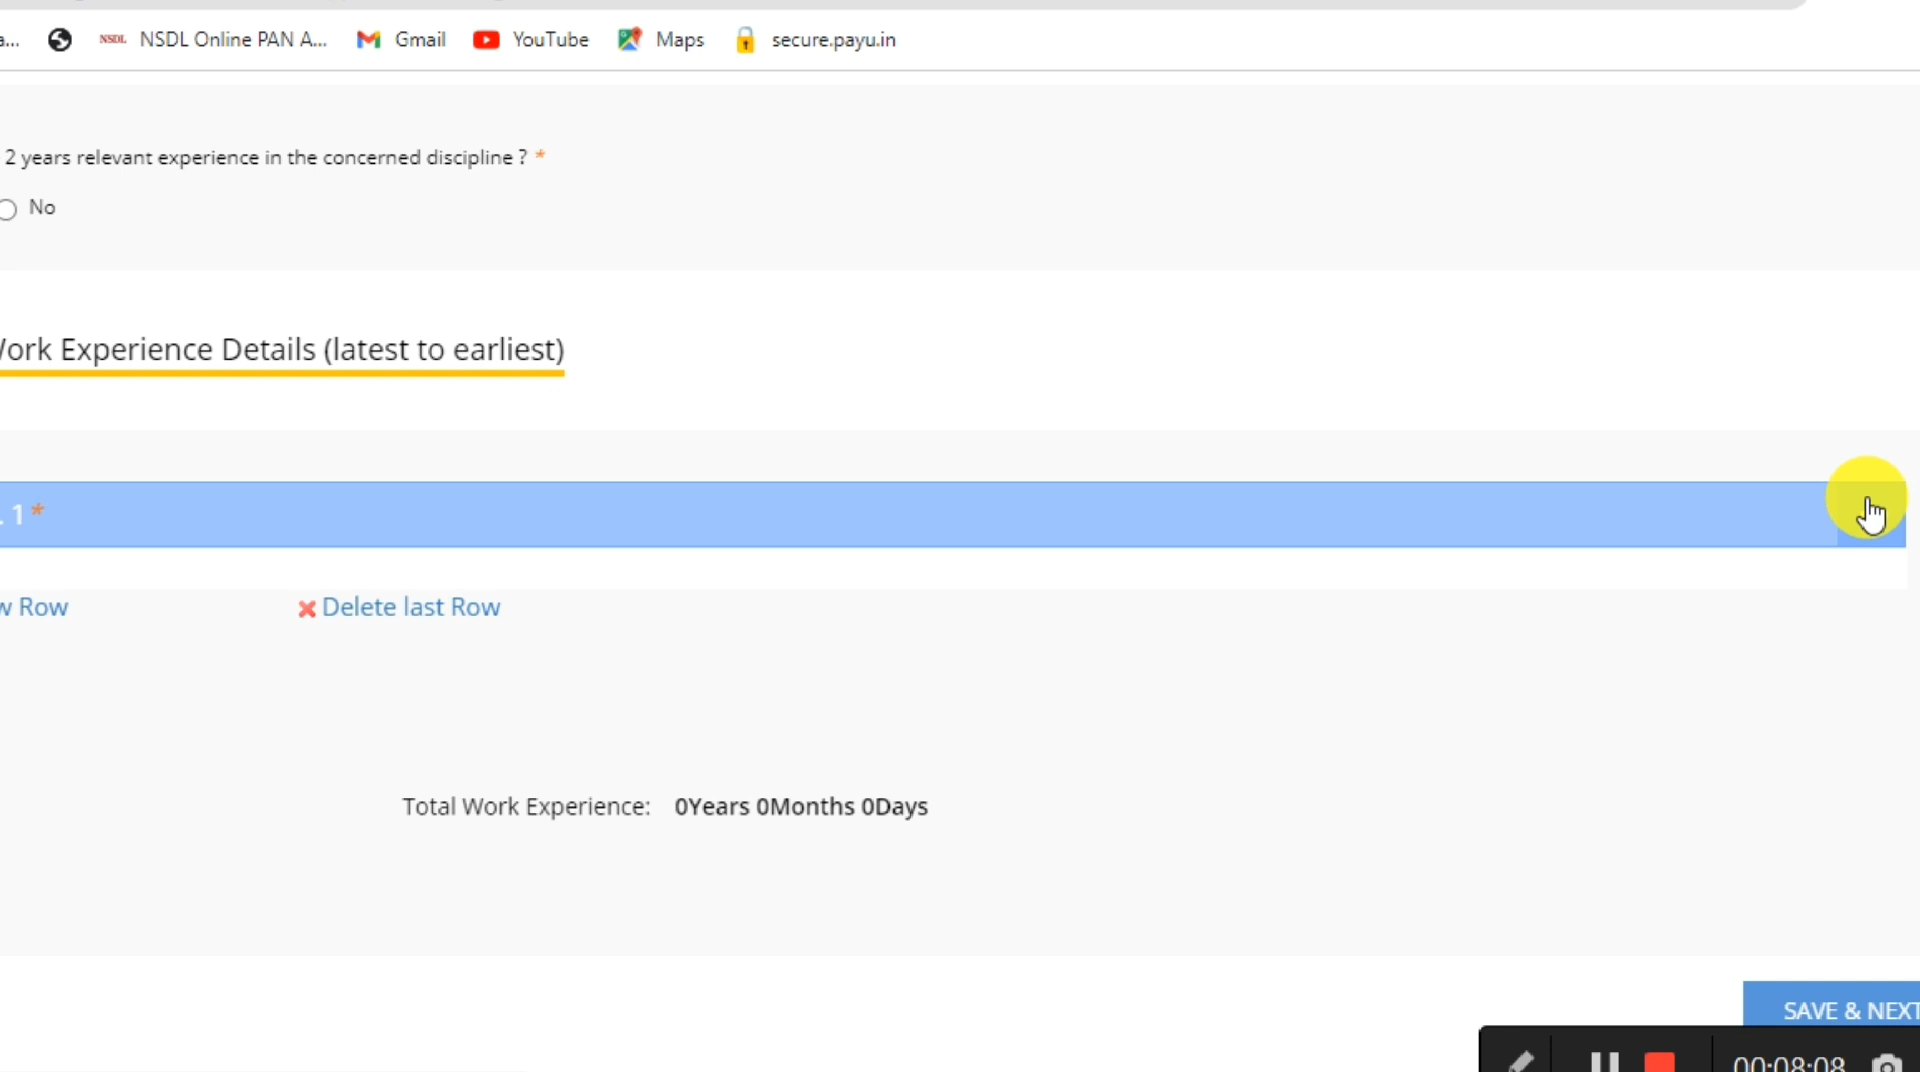 a...
NSDL NSDL Online PAN A... Gmail YouTube Maps secure.payu.in
2 years relevant experience in the concerned discipline ? *
No
ork Experience Details (latest to earliest)
. 1 *
w Row Delete last Row
Total Work Experience: 0Years 0Months 0Days
SAVE & NEXT
00:08:08